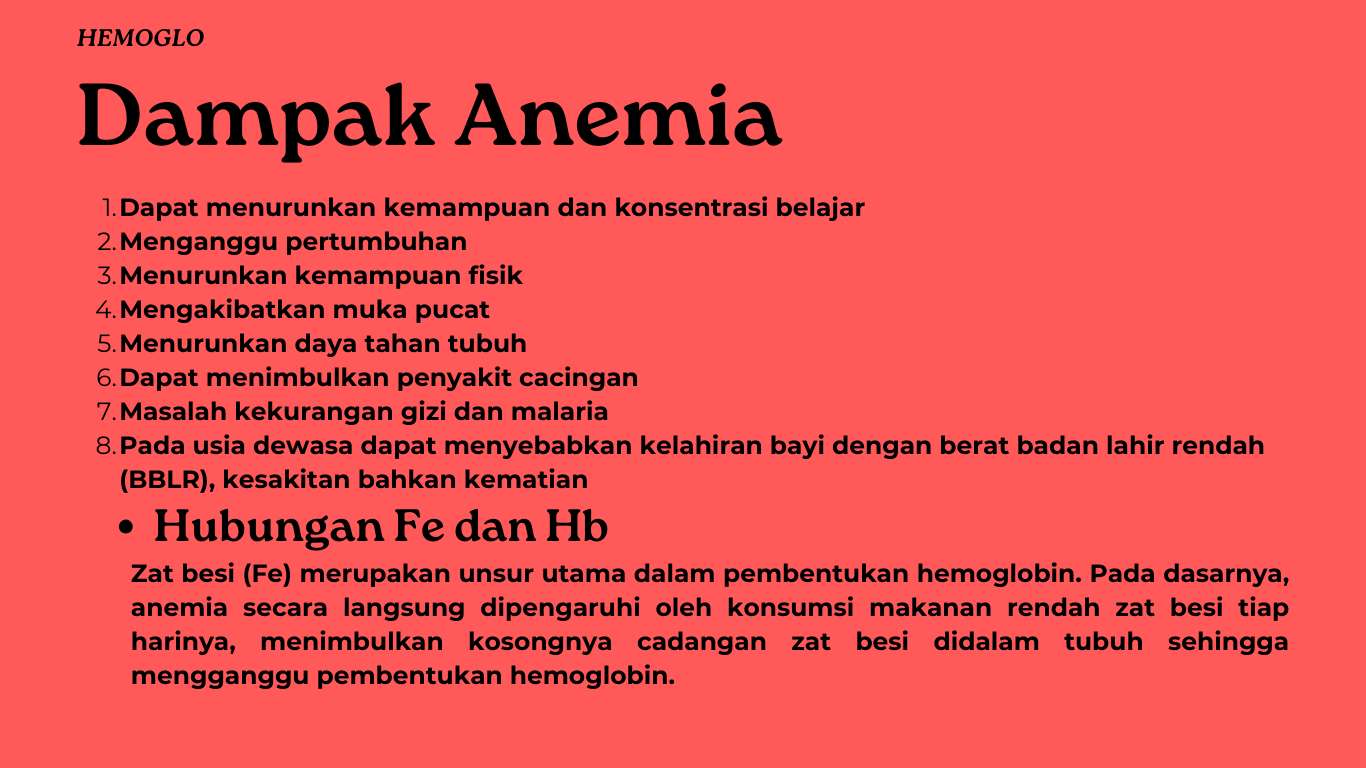 HEMOGLO
Dampak Anemia
1. Dapat menurunkan kemampuan dan konsentrasi belajar
2. Menganggu pertumbuhan
3. Menurunkan kemampuan fisik
4. Mengakibatkan muka pucat
5. Menurunkan daya tahan tubuh
6. Dapat menimbulkan penyakit cacingan
7. Masalah kekurangan gizi dan malaria
8. Pada usia dewasa dapat menyebabkan kelahiran bayi dengan berat badan lahir rendah
(BBLR), kesakitan bahkan kematian
• Hubungan Fe dan Hb
Zat besi (Fe) merupakan unsur utama dalam pembentukan hemoglobin. Pada dasarnya,
anemia secara langsung dipengaruhi oleh konsumsi makanan rendah zat besi tiap
harinya, menimbulkan kosongnya cadangan zat besi didalam tubuh sehingga
mengganggu pembentukan hemoglobin.